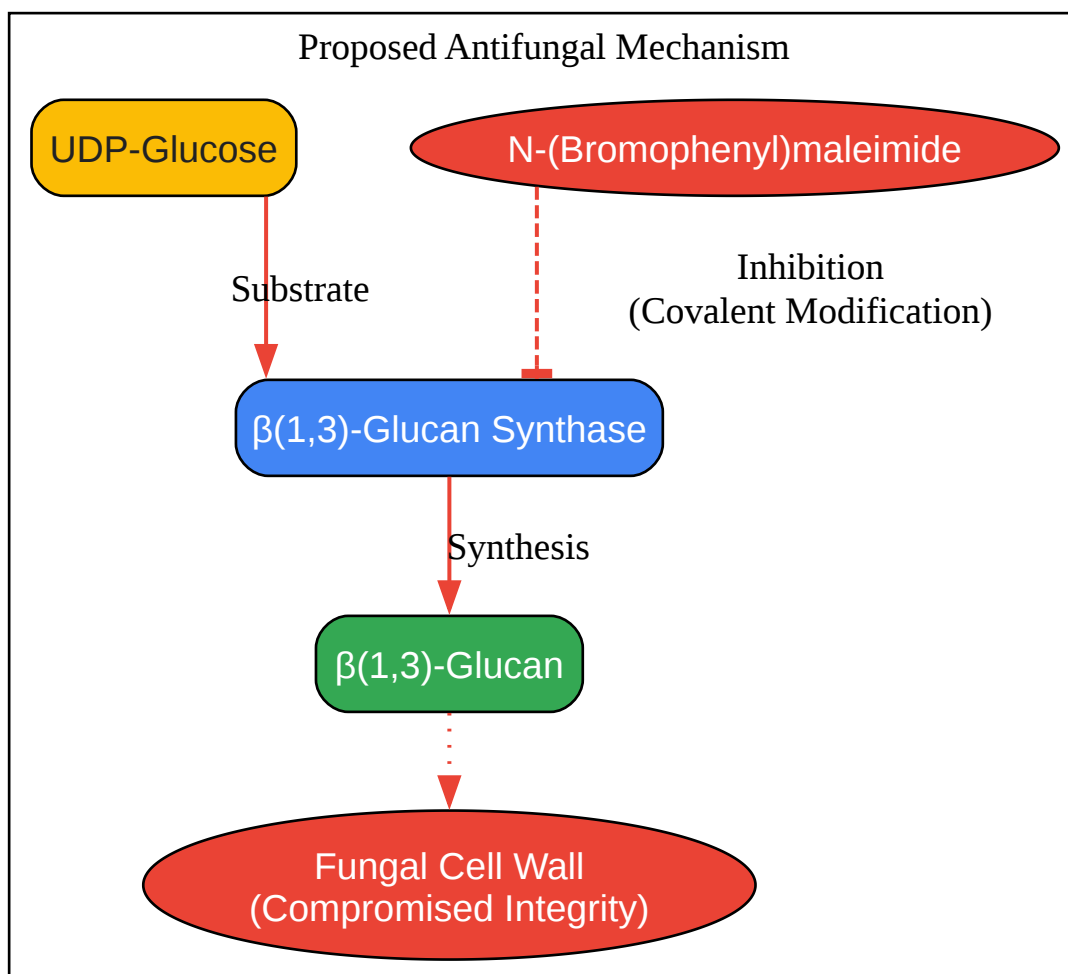 Proposed Antifungal Mechanism
UDP-Glucose
N-(Bromophenyl)maleimide
Substrate
Inhibition
(Covalent Modification)
β(1,3)-Glucan Synthase
Synthesis
β(1,3)-Glucan
Fungal Cell Wall
(Compromised Integrity)